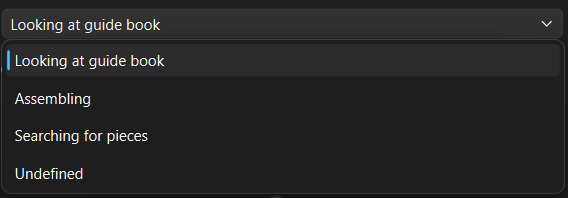 Looking at guide book
Looking at guide book
Assembling
Searching for pieces
Undefined